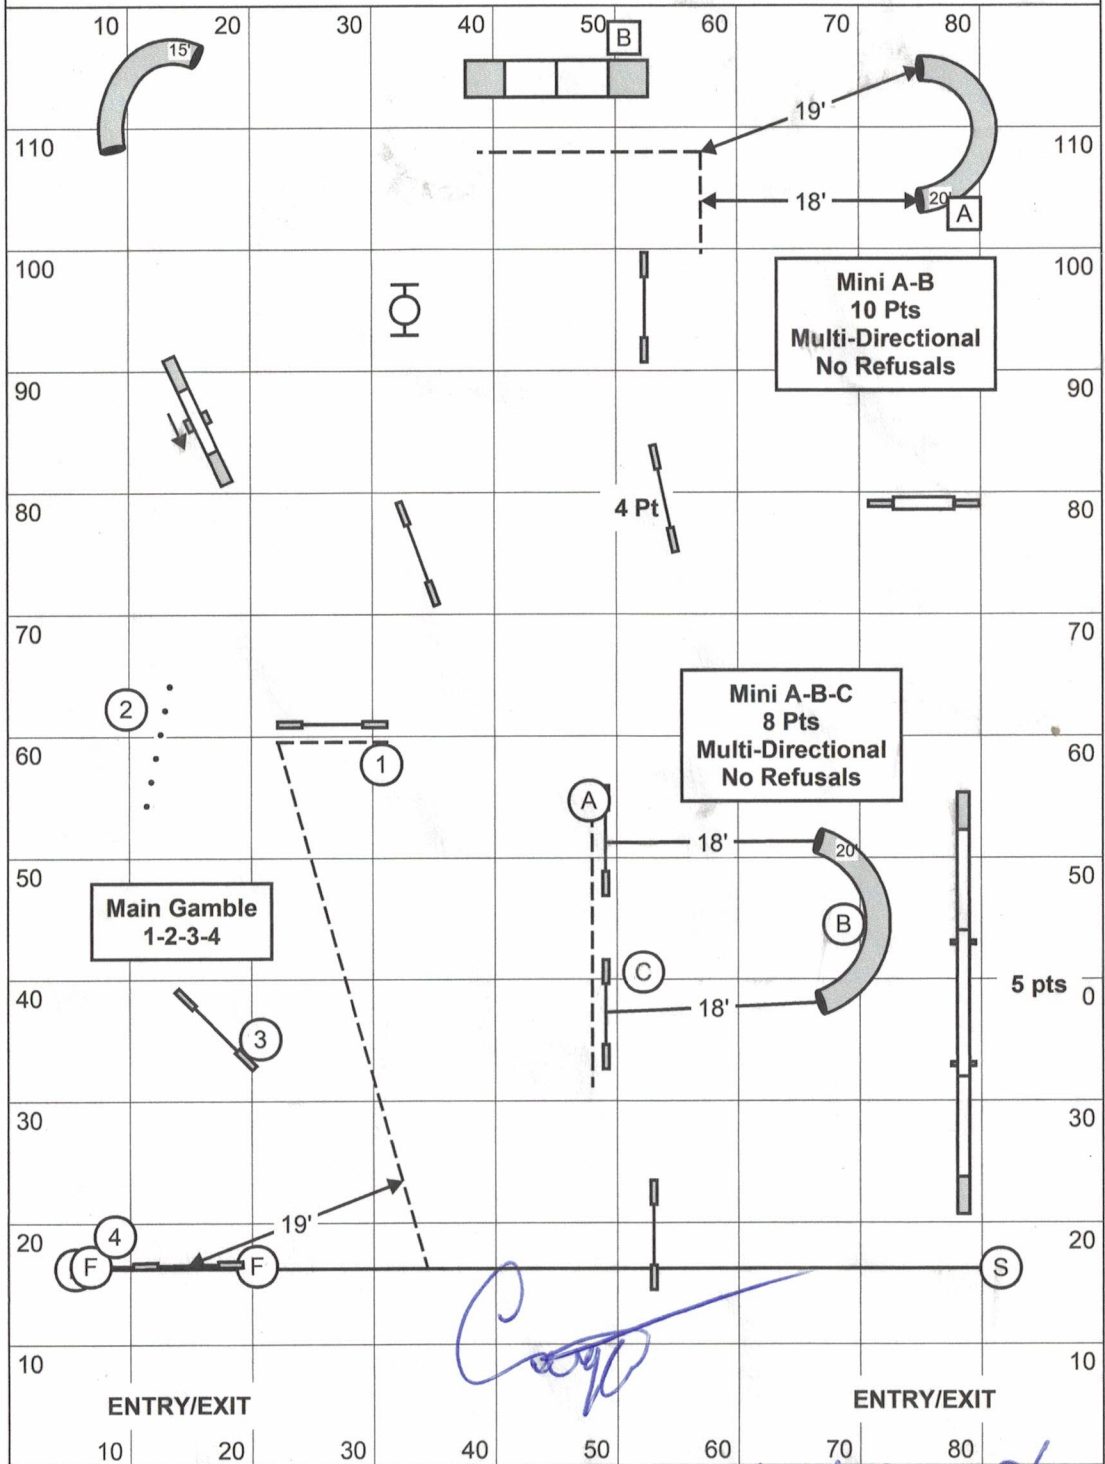 10 20 30 40 50 60 70 80
15'
B
19'
110 110
18'
20'
A
100 100
Mini A-B
10 Pts
Multi-Directional
No Refusals
90 90
4 Pt
80 80
70 70
2
Mini A-B-C
8 Pts
Multi-Directional
No Refusals
60 60
1
A
18'
20'
50 50
Main Gamble
1-2-3-4
B
C
5 pts
40 0
18'
3
30 30
19'
4
20 20
F F S
10 10
ENTRY/EXIT ENTRY/EXIT
10 20 30 40 50 60 70 80